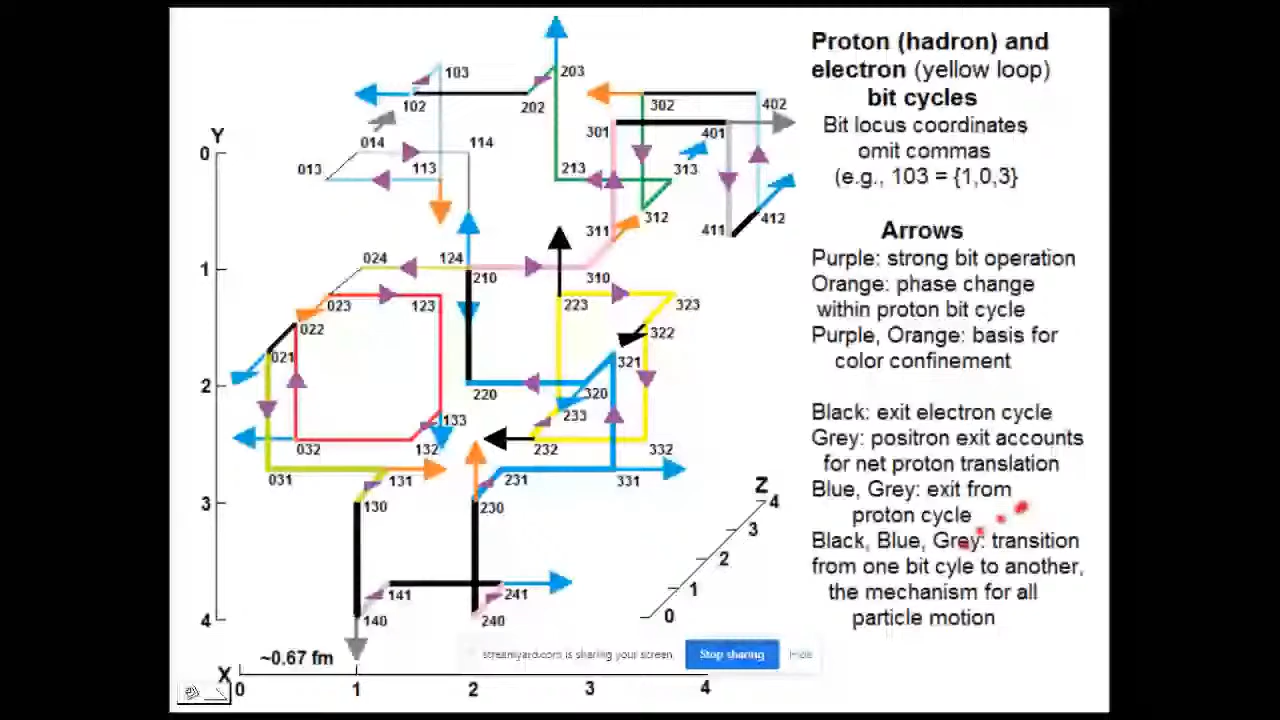 Proton (hadron) and
electron (yellow loop)
bit cycles
Bit locus coordinates
omit commas
(e.g., 103 = {1,0,3}
Arrows
Purple: strong bit operation
Orange: phase change
within proton bit cycle
Purple, Orange: basis for
color confinement
Black: exit electron cycle
Grey: positron exit accounts
for net proton translation
Blue, Grey: exit from
proton cycle
Black, Blue, Grey: transition
from one bit cyle to another,
the mechanism for all
particle motion
103
203
102
202
302
402
301
401
014
114
013
113
213
313
312
411
412
311
024
124
210
310
023
123
223
323
022
322
021
321
220
320
233
133
032
132
232
332
031
131
231
331
130
230
141
241
140
240
Y
0
1
2
3
4
Z
4
3
2
1
0
~0.67 fm
X
0
1
2
3
4
streamyard.com is sharing your screen.
Stop sharing
Hide